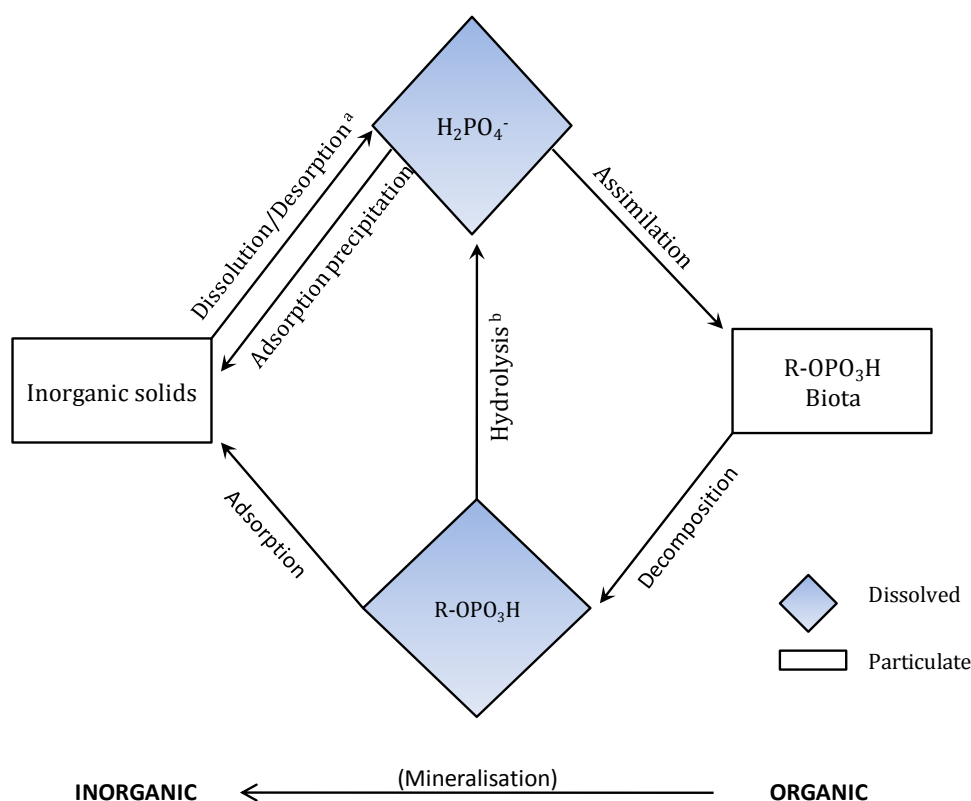 H₂PO₄⁻
Dissolution/Desorption ᵃ
Adsorption precipitation
Assimilation
Inorganic solids
Hydrolysis ᵇ
R-OPO₃H
Biota
Adsorption
Decomposition
R-OPO₃H
Dissolved
Particulate
INORGANIC
(Mineralisation)
ORGANIC